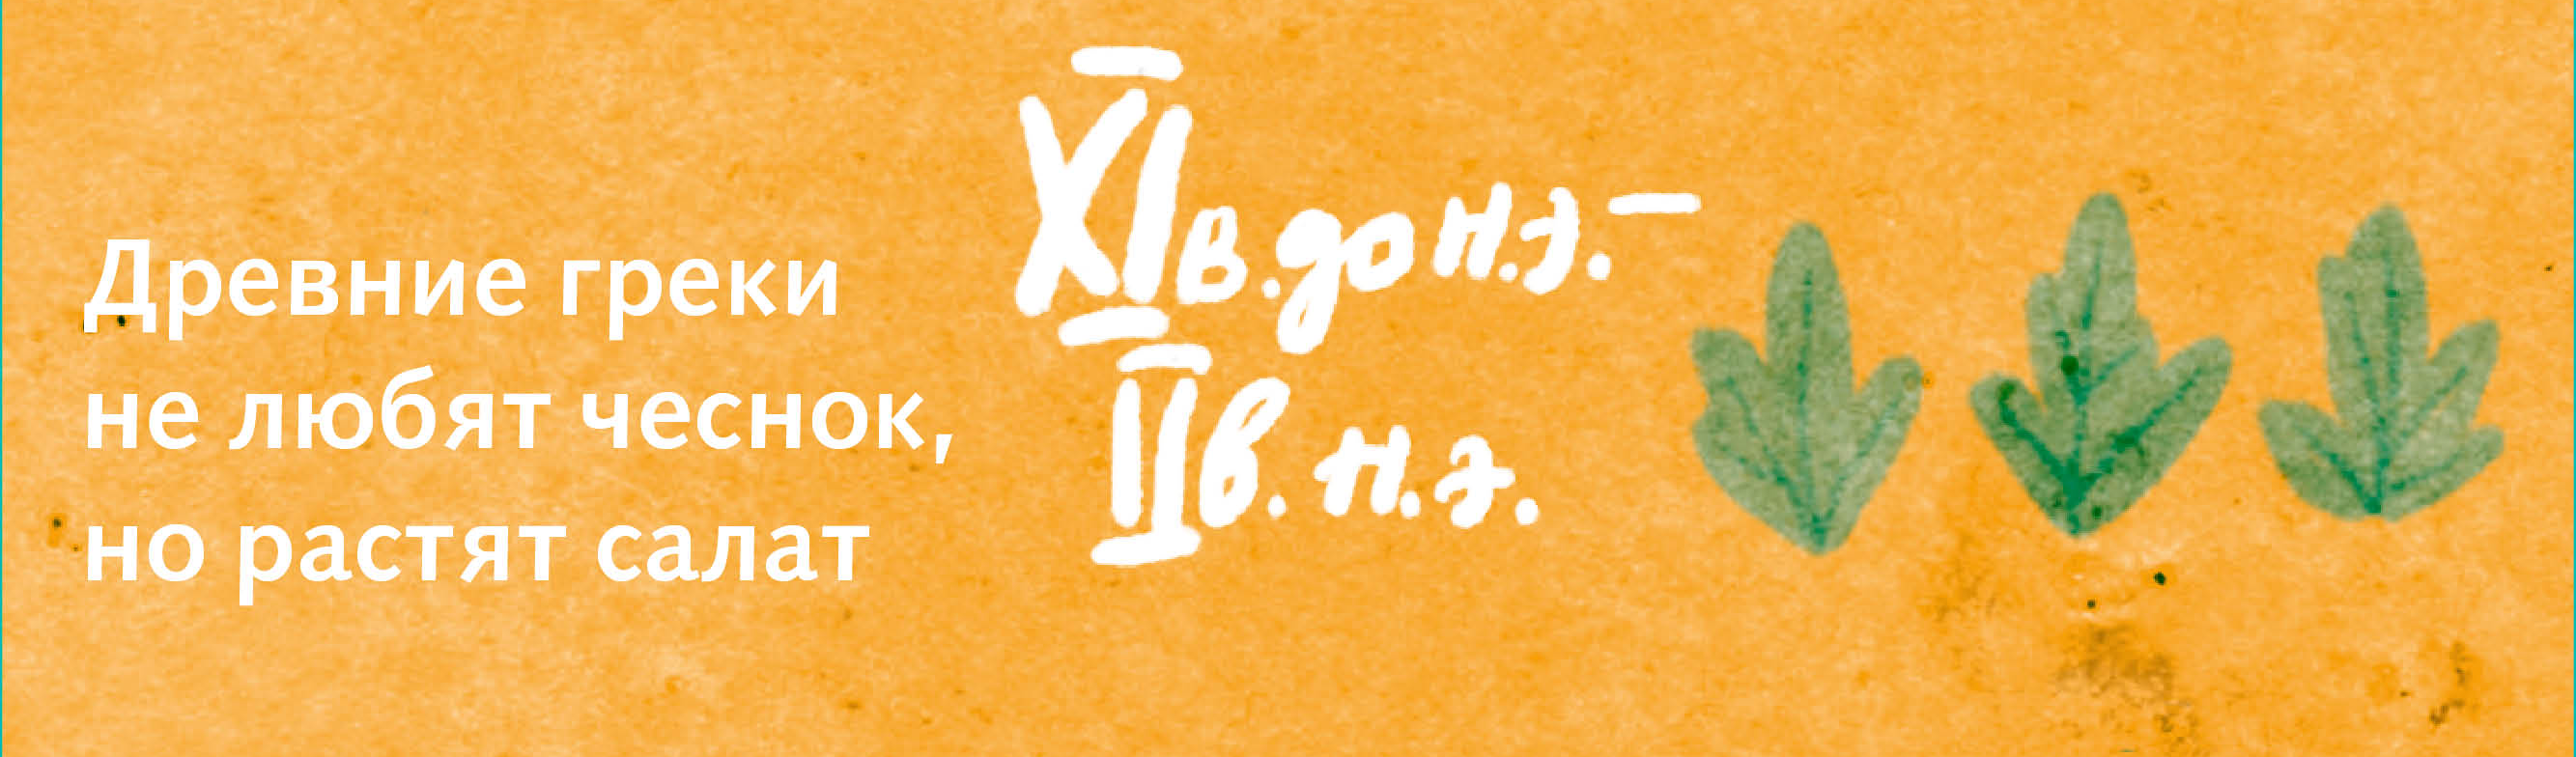 Древние греки
не любят чеснок,
но растят салат
XI в. до н.э. –
II в. н.э.